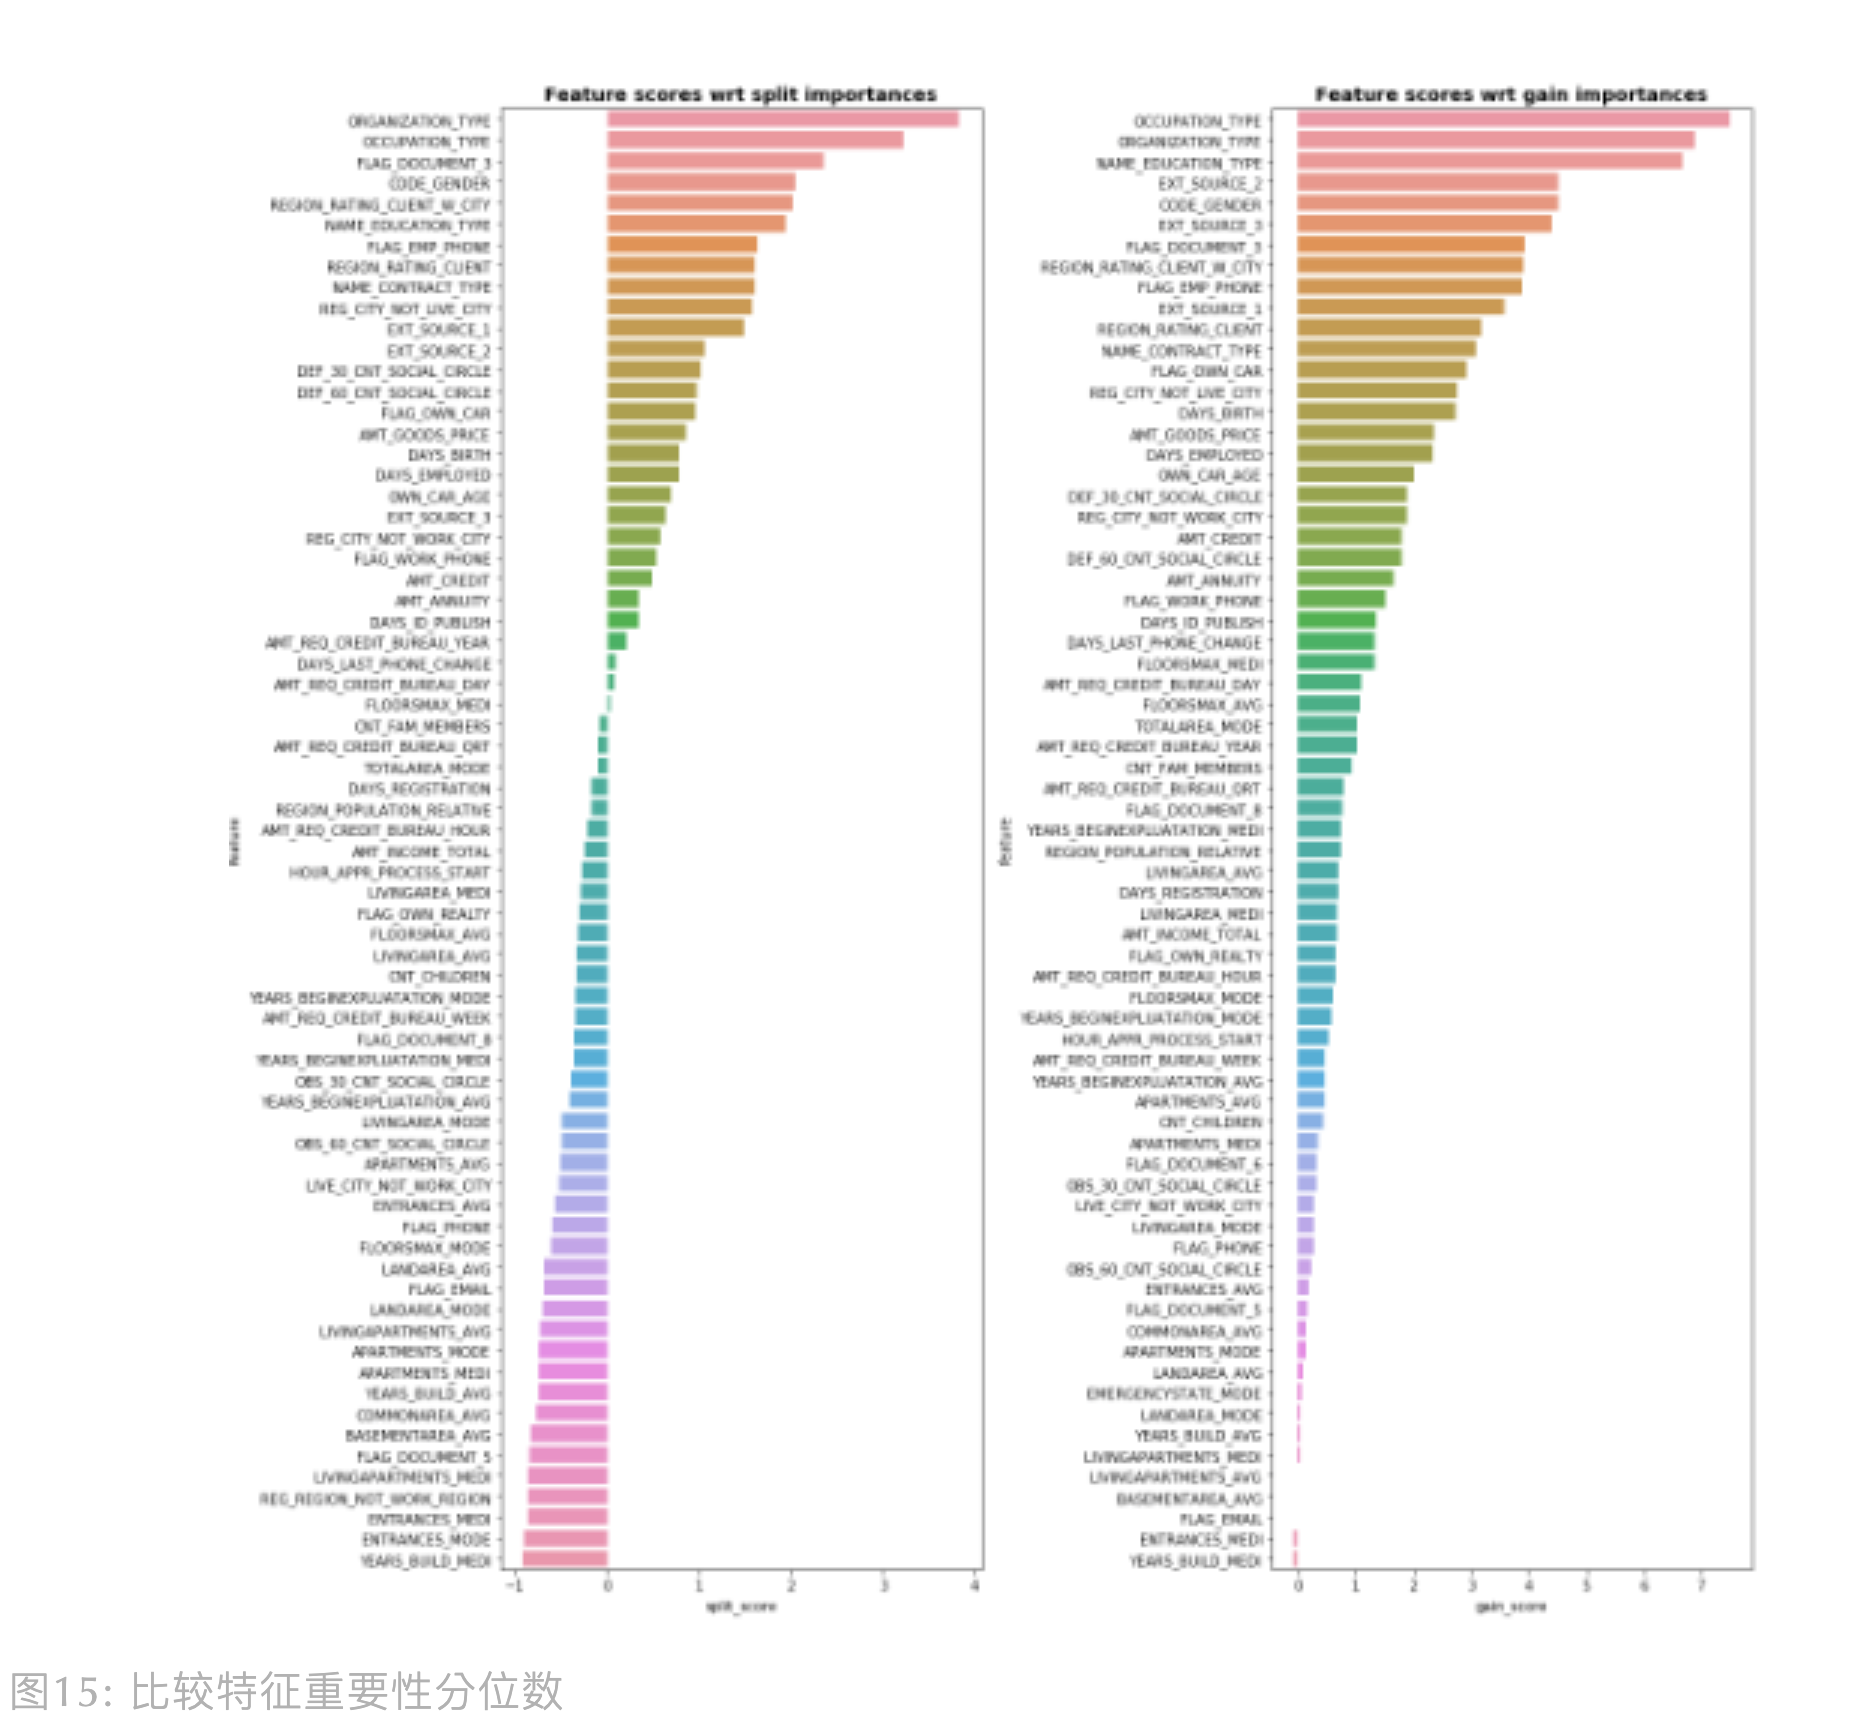 Feature scores wrt split importances
ORGANIZATION_TYPE
OCCUPATION_TYPE
FLAG_DOCUMENT_3
CODE_GENDER
REGION_RATING_CLIENT_W_CITY
NAME_EDUCATION_TYPE
FLAG_EMP_PHONE
REGION_RATING_CLIENT
NAME_CONTRACT_TYPE
REG_CITY_NOT_LIVE_CITY
EXT_SOURCE_1
EXT_SOURCE_2
DEF_30_CNT_SOCIAL_CIRCLE
DEF_60_CNT_SOCIAL_CIRCLE
FLAG_OWN_CAR
AMT_GOODS_PRICE
DAYS_BIRTH
DAYS_EMPLOYED
OWN_CAR_AGE
EXT_SOURCE_3
REG_CITY_NOT_WORK_CITY
FLAG_WORK_PHONE
AMT_CREDIT
AMT_ANNUITY
DAYS_ID_PUBLISH
AMT_REQ_CREDIT_BUREAU_YEAR
DAYS_LAST_PHONE_CHANGE
AMT_REQ_CREDIT_BUREAU_DAY
FLOORSMAX_MEDI
CNT_FAM_MEMBERS
AMT_REQ_CREDIT_BUREAU_QRT
TOTALAREA_MODE
DAYS_REGISTRATION
REGION_POPULATION_RELATIVE
AMT_REQ_CREDIT_BUREAU_HOUR
AMT_INCOME_TOTAL
HOUR_APPR_PROCESS_START
LIVINGAREA_MEDI
FLAG_OWN_REALTY
FLOORSMAX_AVG
LIVINGAREA_AVG
CNT_CHILDREN
YEARS_BEGINEXPLUATATION_MODE
AMT_REQ_CREDIT_BUREAU_WEEK
FLAG_DOCUMENT_8
YEARS_BEGINEXPLUATATION_MEDI
OBS_30_CNT_SOCIAL_CIRCLE
YEARS_BEGINEXPLUATATION_AVG
LIVINGAREA_MODE
OBS_60_CNT_SOCIAL_CIRCLE
APARTMENTS_AVG
LIVE_CITY_NOT_WORK_CITY
ENTRANCES_AVG
FLAG_PHONE
FLOORSMAX_MODE
LANDAREA_AVG
FLAG_EMAIL
LANDAREA_MODE
LIVINGAPARTMENTS_AVG
APARTMENTS_MODE
APARTMENTS_MEDI
YEARS_BUILD_AVG
COMMONAREA_AVG
BASEMENTAREA_AVG
FLAG_DOCUMENT_5
LIVINGAPARTMENTS_MEDI
REG_REGION_NOT_WORK_REGION
ENTRANCES_MEDI
ENTRANCES_MODE
YEARS_BUILD_MEDI
feature
−1 0 1 2 3 4
split_score
Feature scores wrt gain importances
OCCUPATION_TYPE
ORGANIZATION_TYPE
NAME_EDUCATION_TYPE
EXT_SOURCE_2
CODE_GENDER
EXT_SOURCE_3
FLAG_DOCUMENT_3
REGION_RATING_CLIENT_W_CITY
FLAG_EMP_PHONE
EXT_SOURCE_1
REGION_RATING_CLIENT
NAME_CONTRACT_TYPE
FLAG_OWN_CAR
REG_CITY_NOT_LIVE_CITY
DAYS_BIRTH
AMT_GOODS_PRICE
DAYS_EMPLOYED
OWN_CAR_AGE
DEF_30_CNT_SOCIAL_CIRCLE
REG_CITY_NOT_WORK_CITY
AMT_CREDIT
DEF_60_CNT_SOCIAL_CIRCLE
AMT_ANNUITY
FLAG_WORK_PHONE
DAYS_ID_PUBLISH
DAYS_LAST_PHONE_CHANGE
FLOORSMAX_MEDI
AMT_REQ_CREDIT_BUREAU_DAY
FLOORSMAX_AVG
TOTALAREA_MODE
AMT_REQ_CREDIT_BUREAU_YEAR
CNT_FAM_MEMBERS
AMT_REQ_CREDIT_BUREAU_QRT
FLAG_DOCUMENT_8
YEARS_BEGINEXPLUATATION_MEDI
REGION_POPULATION_RELATIVE
LIVINGAREA_AVG
DAYS_REGISTRATION
LIVINGAREA_MEDI
AMT_INCOME_TOTAL
FLAG_OWN_REALTY
AMT_REQ_CREDIT_BUREAU_HOUR
FLOORSMAX_MODE
YEARS_BEGINEXPLUATATION_MODE
HOUR_APPR_PROCESS_START
AMT_REQ_CREDIT_BUREAU_WEEK
YEARS_BEGINEXPLUATATION_AVG
APARTMENTS_AVG
CNT_CHILDREN
APARTMENTS_MEDI
FLAG_DOCUMENT_6
OBS_30_CNT_SOCIAL_CIRCLE
LIVE_CITY_NOT_WORK_CITY
LIVINGAREA_MODE
FLAG_PHONE
OBS_60_CNT_SOCIAL_CIRCLE
ENTRANCES_AVG
FLAG_DOCUMENT_5
COMMONAREA_AVG
APARTMENTS_MODE
LANDAREA_AVG
EMERGENCYSTATE_MODE
LANDAREA_MODE
YEARS_BUILD_AVG
LIVINGAPARTMENTS_MEDI
LIVINGAPARTMENTS_AVG
BASEMENTAREA_AVG
FLAG_EMAIL
ENTRANCES_MEDI
YEARS_BUILD_MEDI
feature
0 1 2 3 4 5 6 7
gain_score
图15: 比较特征重要性分位数